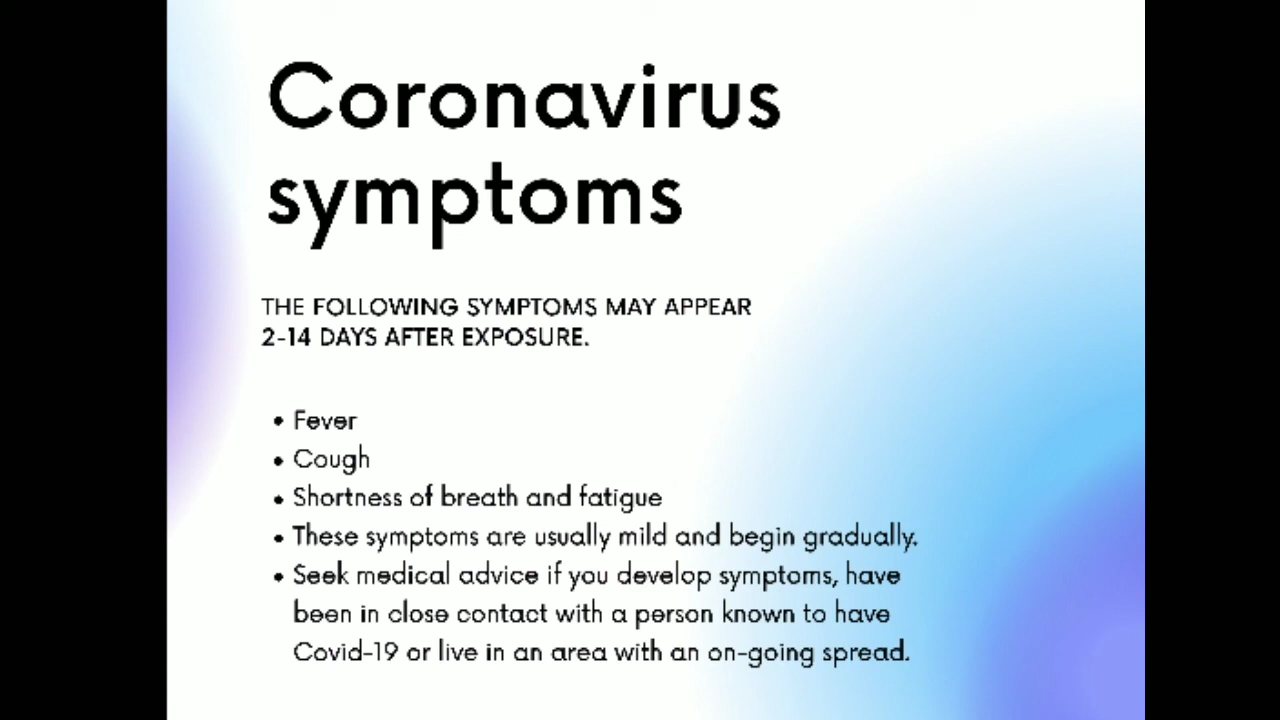 Coronavirus
symptoms
THE FOLLOWING SYMPTOMS MAY APPEAR
2-14 DAYS AFTER EXPOSURE.
• Fever
• Cough
• Shortness of breath and fatigue
• These symptoms are usually mild and begin gradually.
• Seek medical advice if you develop symptoms, have
been in close contact with a person known to have
Covid-19 or live in an area with an on-going spread.